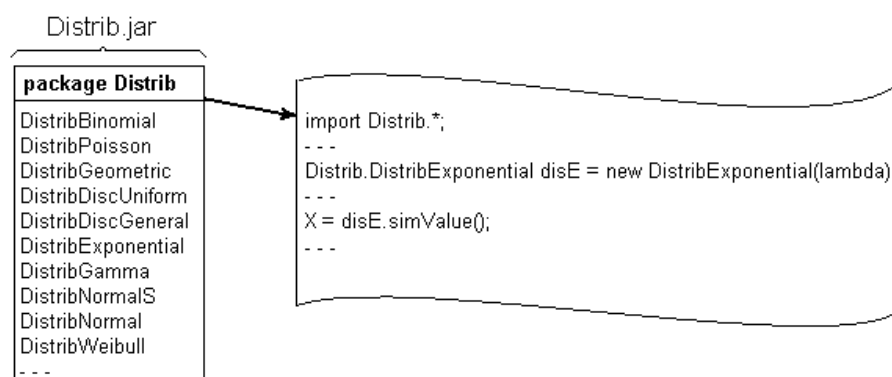 Distrib.jar
package Distrib
DistribBinomial
DistribPoisson
DistribGeometric
DistribDiscUniform
DistribDiscGeneral
DistribExponential
DistribGamma
DistribNormalS
DistribNormal
DistribWeibull
- - -
import Distrib.*;
- - -
Distrib.DistribExponential disE = new DistribExponential(lambda)
- - -
X = disE.simValue();
- - -